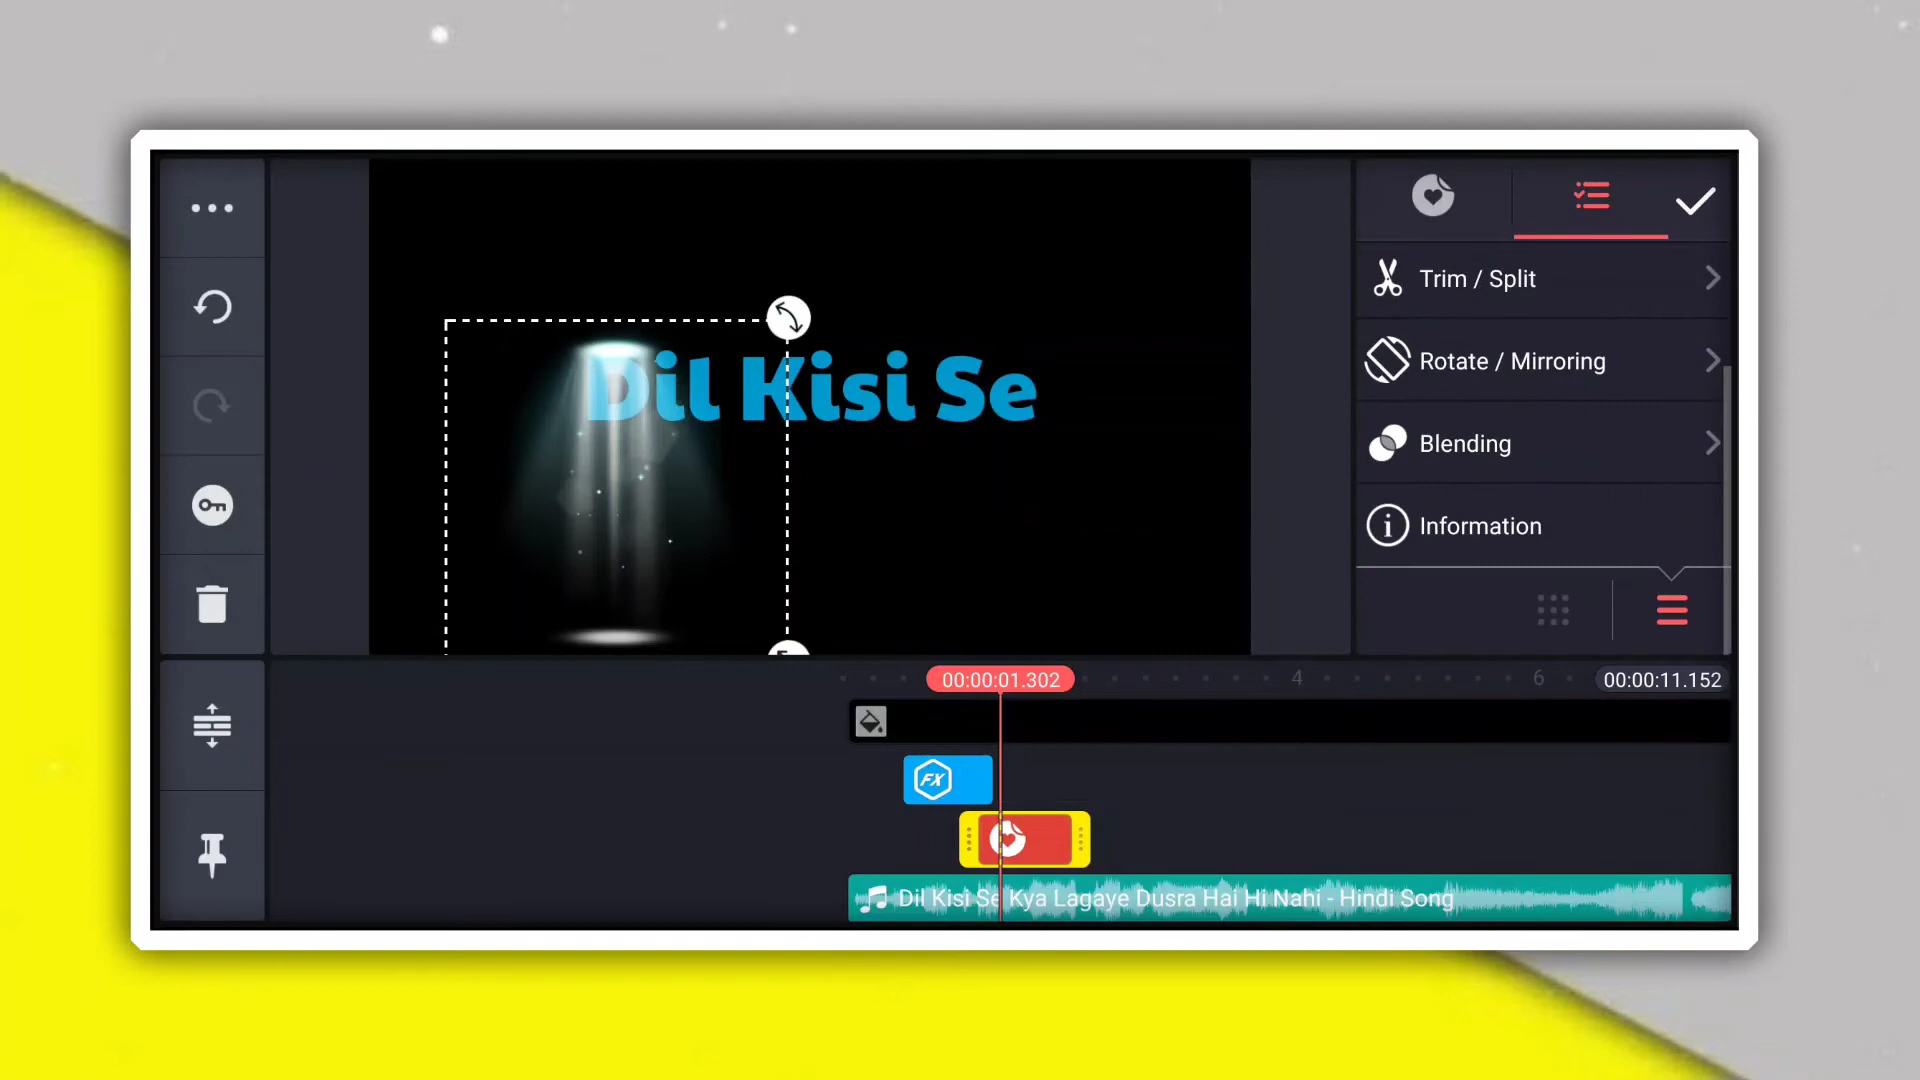 Dil Kisi Se
Trim / Split
Rotate / Mirroring
Blending
Information
00:00:01.302
4
6
00:00:11.152
FX
Dil Kisi Se Kya Lagaye Dusra Hai Hi Nahi - Hindi Song